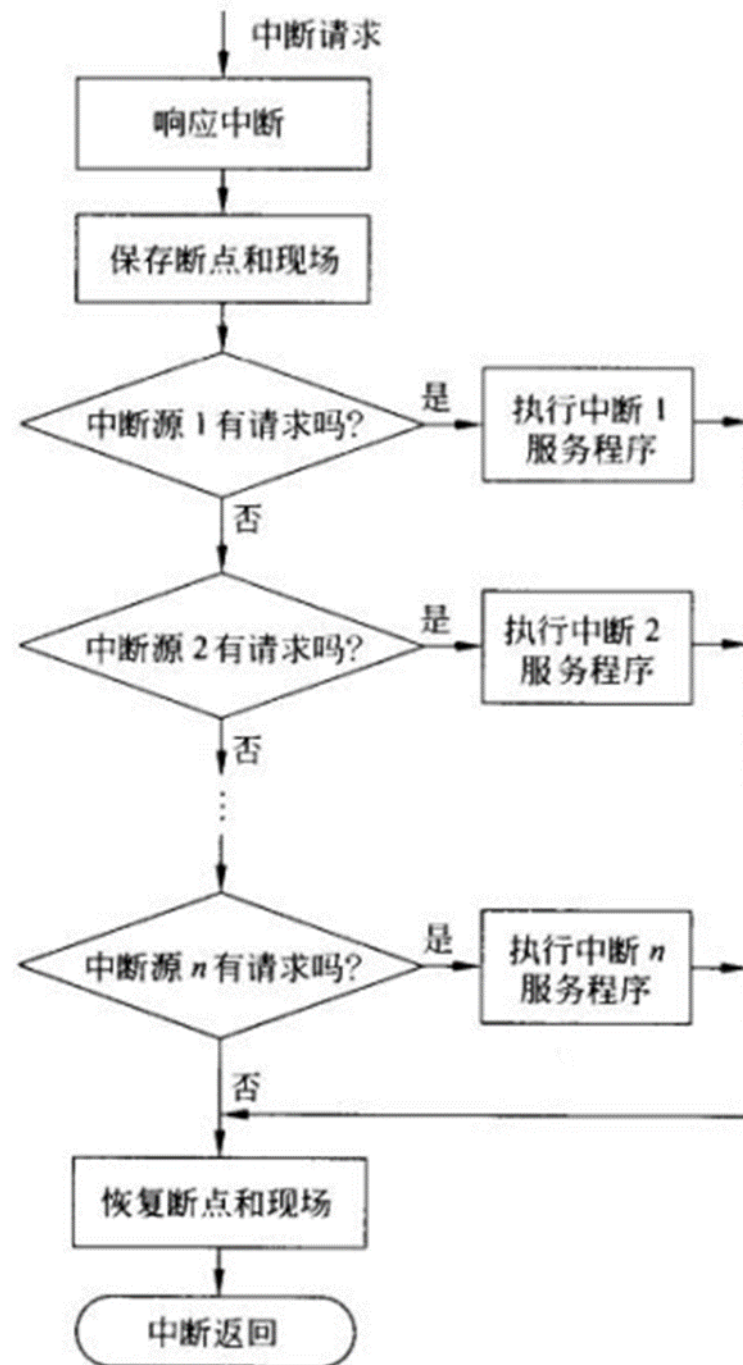 中断请求
响应中断
保存断点和现场
中断源1有请求吗?
是
执行中断1
服务程序
否
中断源2有请求吗?
是
执行中断2
服务程序
否
⋮
中断源n有请求吗?
是
执行中断n
服务程序
否
恢复断点和现场
中断返回